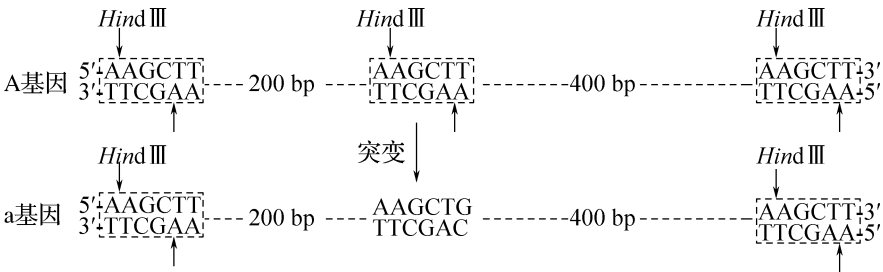 HindⅢ HindⅢ HindⅢ
A基因 5′-AAGCTT 200 bp AAGCTT 400 bp AAGCTT-3′
3′-TTCGAA TTCGAA TTCGAA-5′
突变
HindⅢ HindⅢ
a基因 5′-AAGCTT 200 bp AAGCTG 400 bp AAGCTT-3′
3′-TTCGAA TTCGAC TTCGAA-5′